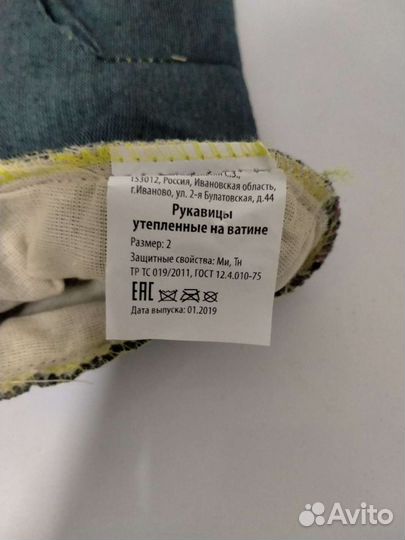 153012, Россия, Ивановская область,
г.Иваново, ул. 2-я Булатовская, д.44
Рукавицы
утепленные на ватине
Размер: 2
Защитные свойства: Ми, Тн
ТР ТС 019/2011, ГОСТ 12.4.010-75
ЕАС
Дата выпуска: 01.2019
Avito